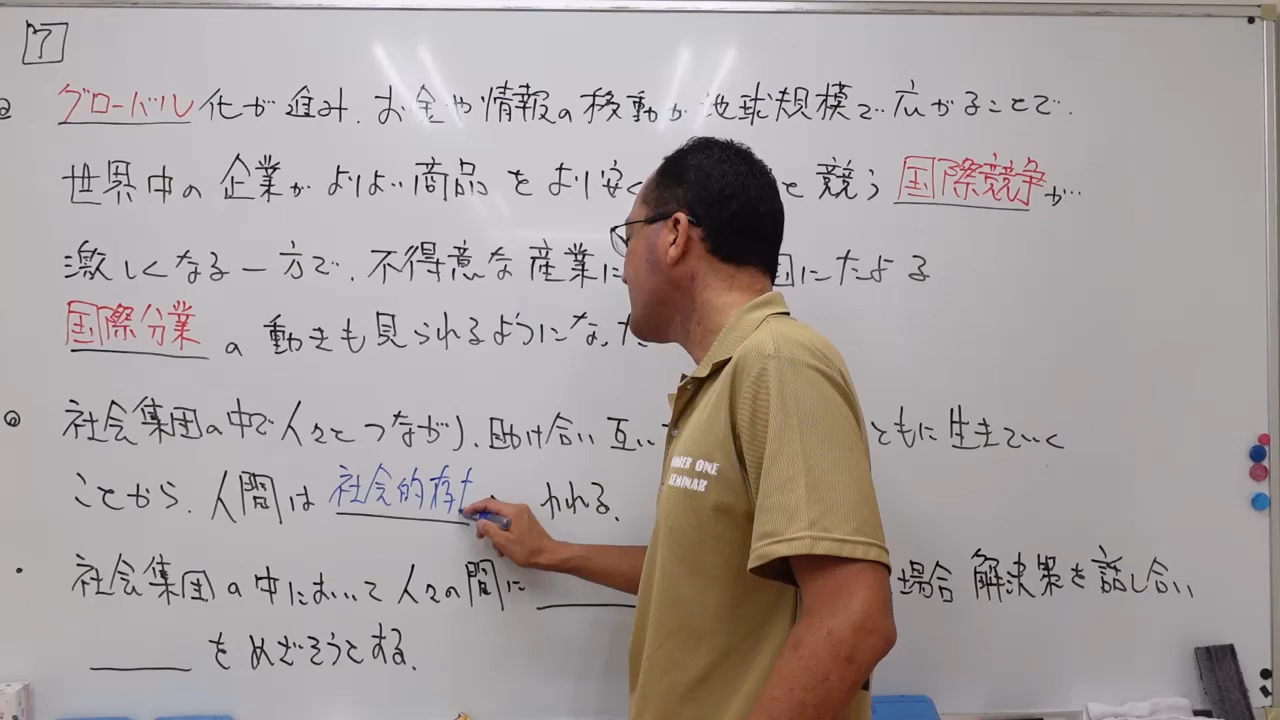 7
グローバル化が進み、お金や情報の移動が地球規模で広がることで、
世界中の企業がよりよい商品をより安く と競う国際競争が
激しくなる一方で、不得意な産業に 国にたよる
国際分業の動きも見られるようになった
社会集団の中で人々とつながり、助け合い互い ともに生きていく
ことから、人間は社会的存 われる。
社会集団の中において人々の間に 場合 解決策を話し合い
をめざそうとする。
NUMBER ONE
SEMINAR